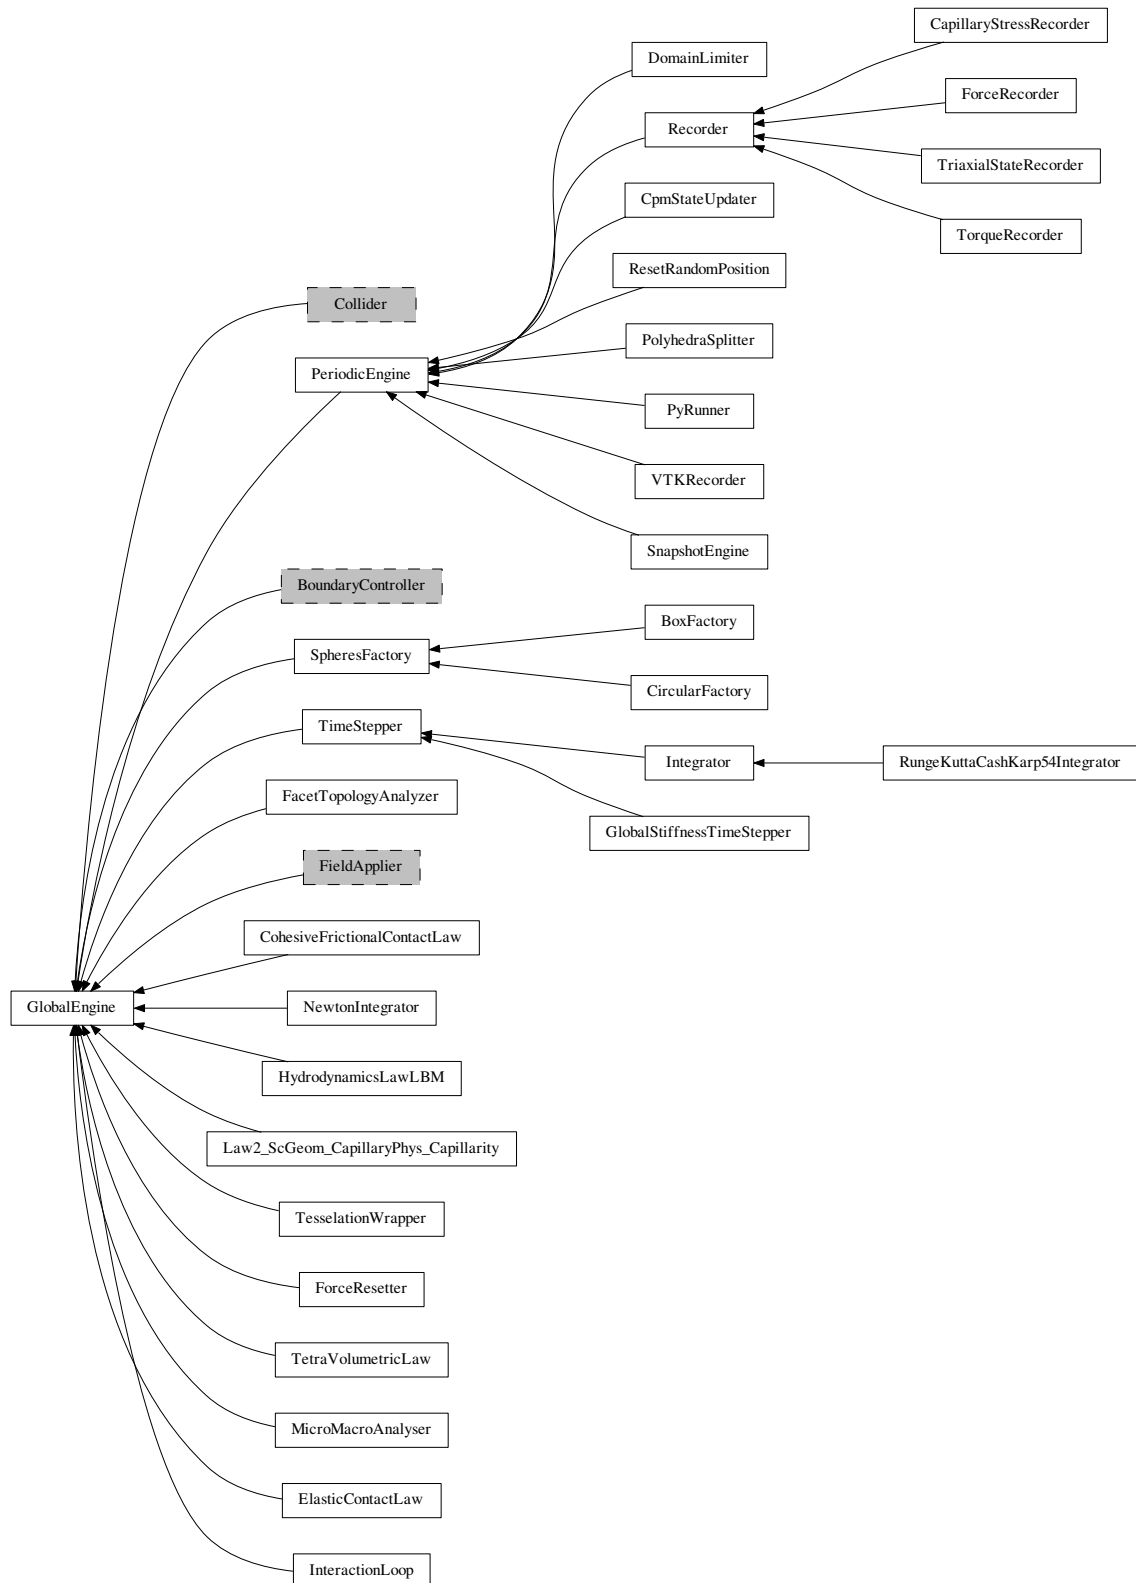 CapillaryStressRecorder
DomainLimiter
ForceRecorder
Recorder
TriaxialStateRecorder
CpmStateUpdater
TorqueRecorder
ResetRandomPosition
Collider
PolyhedraSplitter
PeriodicEngine
PyRunner
VTKRecorder
SnapshotEngine
BoundaryController
BoxFactory
SpheresFactory
CircularFactory
TimeStepper
Integrator
RungeKuttaCashKarp54Integrator
FacetTopologyAnalyzer
GlobalStiffnessTimeStepper
FieldApplier
CohesiveFrictionalContactLaw
GlobalEngine
NewtonIntegrator
HydrodynamicsLawLBM
Law2_ScGeom_CapillaryPhys_Capillarity
TesselationWrapper
ForceResetter
TetraVolumetricLaw
MicroMacroAnalyser
ElasticContactLaw
InteractionLoop